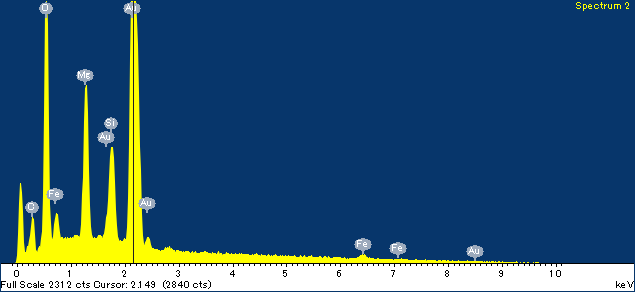 Spectrum 2
O Au
Mg
Si
Au
Fe
C Au
Fe Fe Au
0 1 2 3 4 5 6 7 8 9 10
Full Scale 2312 cts Cursor: 2.149 (2840 cts) keV